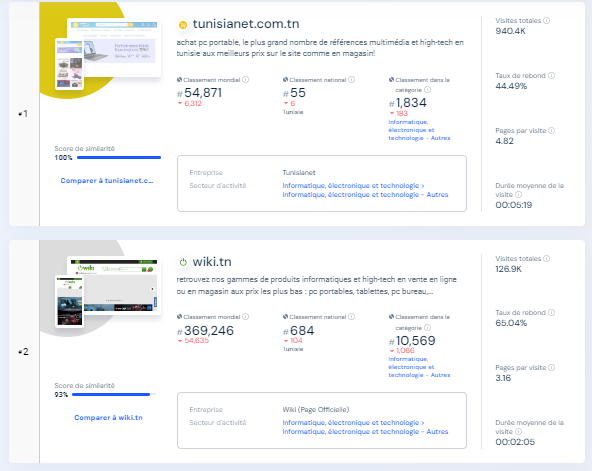 tunisianet.com.tn
achat pc portable, le plus grand nombre de références multimédia et high-tech en
tunisie aux meilleurs prix sur le site comme en magasin!
Classement mondial
Classement national
Classement dans la
catégorie
#54,871
#55
#1,834
6,312
6
183
Tunisie
Informatique,
électronique et
technologie - Autres
Visites totales
940.4K
Taux de rebond
44.49%
Pages par visite
4.82
Durée moyenne de la
visite
00:05:19
#1
Score de similarité
100%
Comparer à tunisianet.c...
Entreprise
Tunisianet
Secteur d'activité
Informatique, électronique et technologie >
Informatique, électronique et technologie - Autres
wiki.tn
retrouvez nos gammes de produits informatiques et high-tech en vente en ligne
ou en magasin aux prix les plus bas : pc portables, tablettes, pc bureau,...
Classement mondial
Classement national
Classement dans la
catégorie
#369,246
#684
#10,569
54,635
104
1,066
Tunisie
Informatique,
électronique et
technologie - Autres
Visites totales
126.9K
Taux de rebond
65.04%
Pages par visite
3.16
Durée moyenne de la
visite
00:02:05
#2
Score de similarité
93%
Comparer à wiki.tn
Entreprise
Wiki (Page Officielle)
Secteur d'activité
Informatique, électronique et technologie >
Informatique, électronique et technologie - Autres